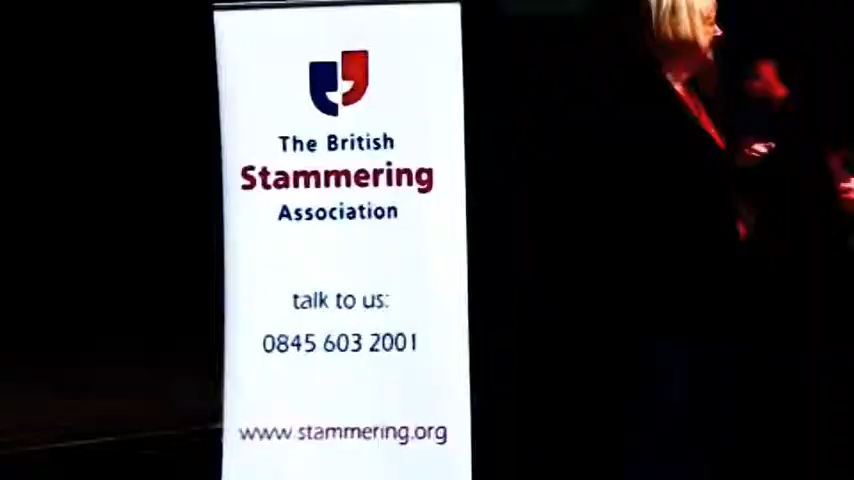 The British
Stammering
Association
talk to us:
0845 603 2001
www.stammering.org